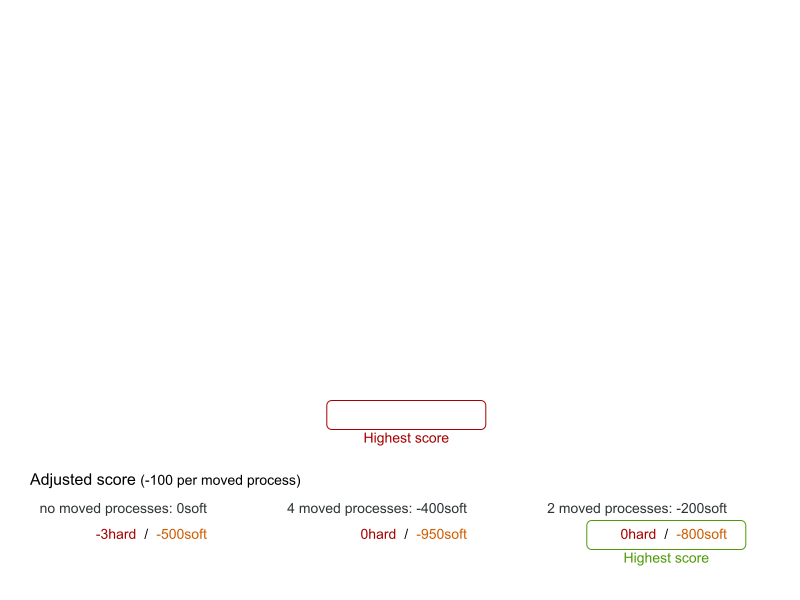 Highest score
Adjusted score (-100 per moved process)
no moved processes: 0soft 4 moved processes: -400soft 2 moved processes: -200soft
-3hard / -500soft 0hard / -950soft 0hard / -800soft
Highest score